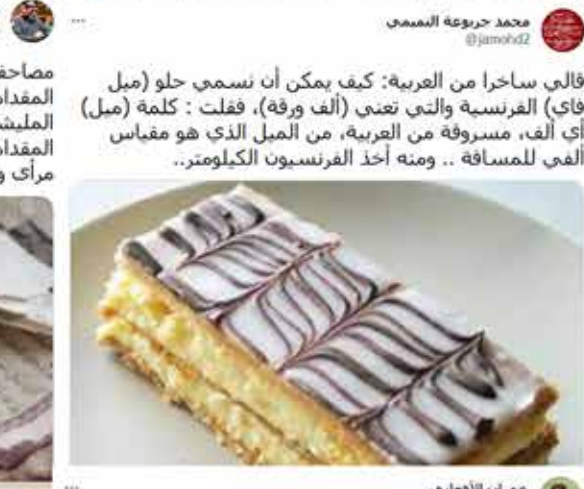 محمد جربوعة التميمي
@jamohd2
قالي ساخرا من العربية: كيف يمكن أن نسمي حلو (ميل
فاي) الفرنسية والتي تعني (ألف ورقة)، فقلت : كلمة (ميل)
أي ألف، مسروقة من العربية، من الميل الذي هو مقياس
ألفي للمسافة .. ومنه أخذ الفرنسيون الكيلومتر..
المقداد
المقداد